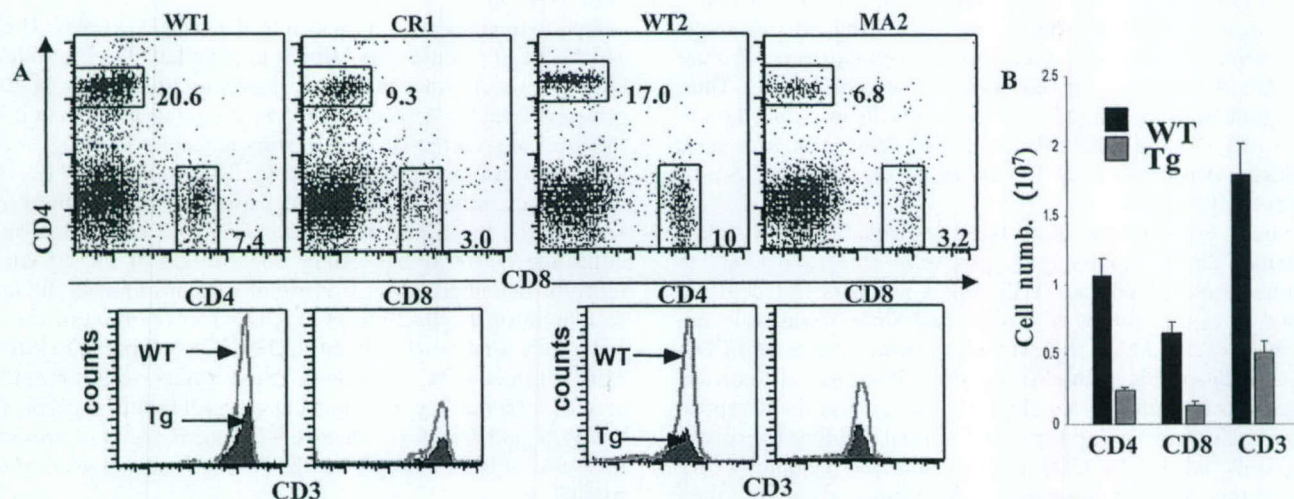 WT1 CR1 WT2 MA2
A
CD4
20.6 9.3 17.0 6.8
7.4 3.0 10 3.2
CD8
CD4 CD8 CD4 CD8
counts counts
WT WT
Tg Tg
CD3 CD3
B
Cell numb. (10⁷)
2.5
2
1.5
1
0.5
0
WT
Tg
CD4 CD8 CD3